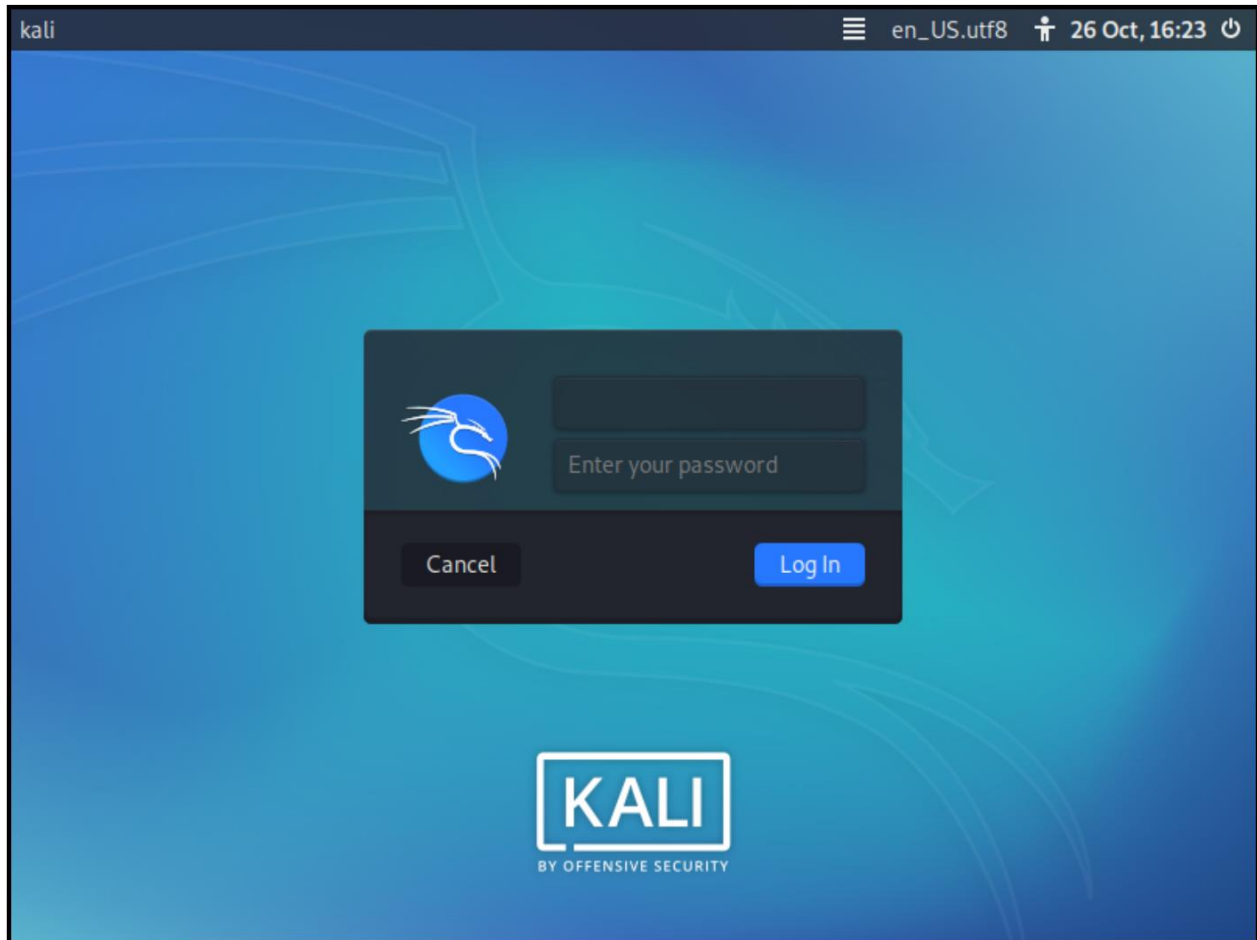 kali en_US.utf8 26 Oct, 16:23
Enter your password
Cancel Log In
KALI
BY OFFENSIVE SECURITY